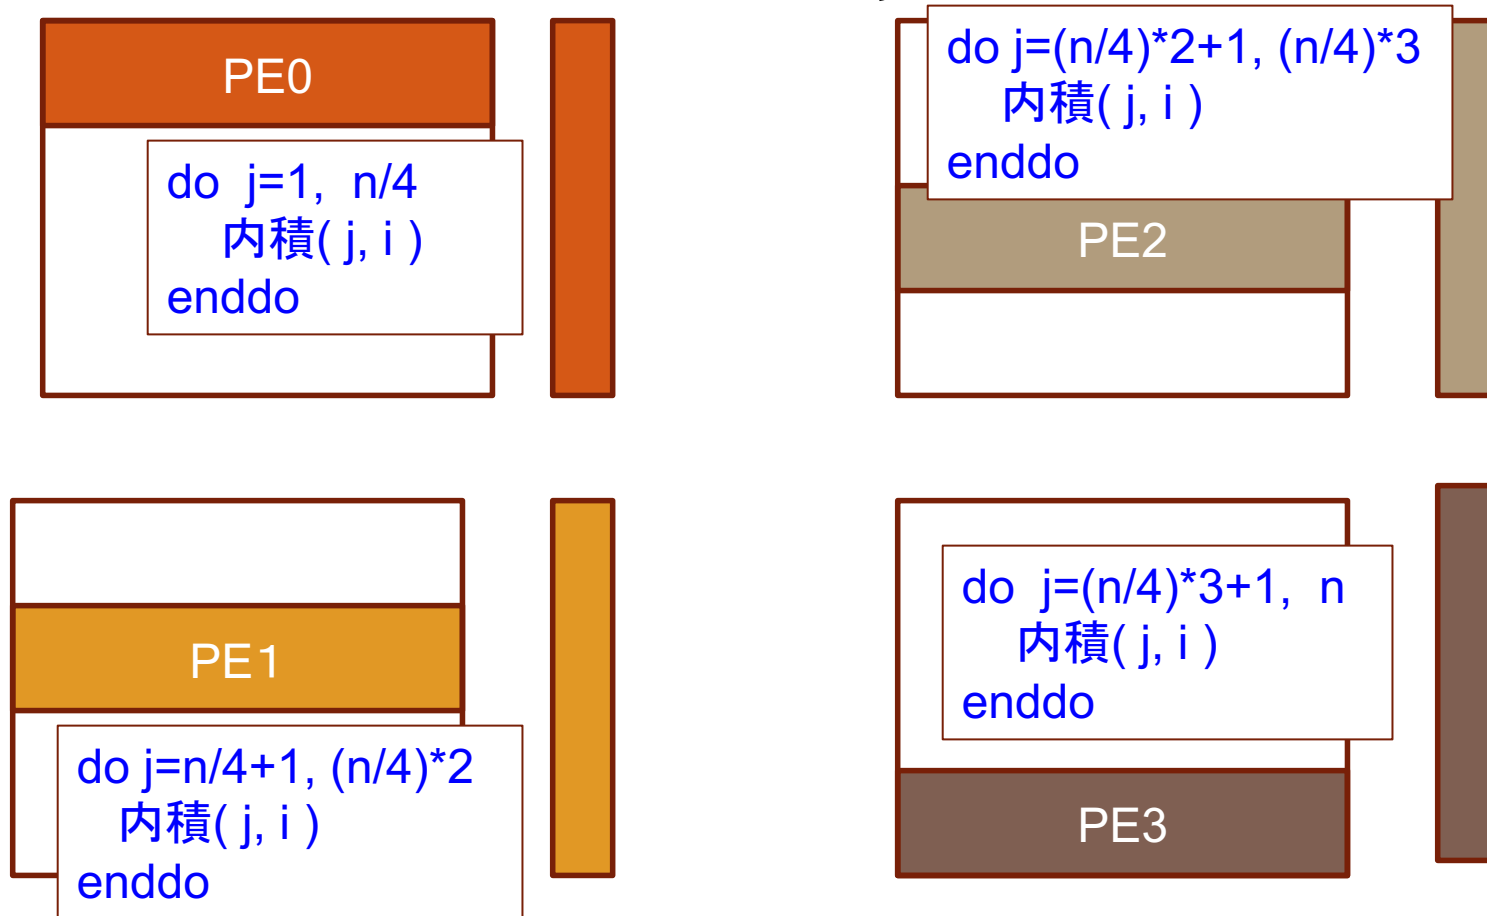 PE0
do j=1, n/4
内積( j, i )
enddo
do j=(n/4)*2+1, (n/4)*3
内積( j, i )
enddo
PE2
PE1
do j=n/4+1, (n/4)*2
内積( j, i )
enddo
do j=(n/4)*3+1, n
内積( j, i )
enddo
PE3